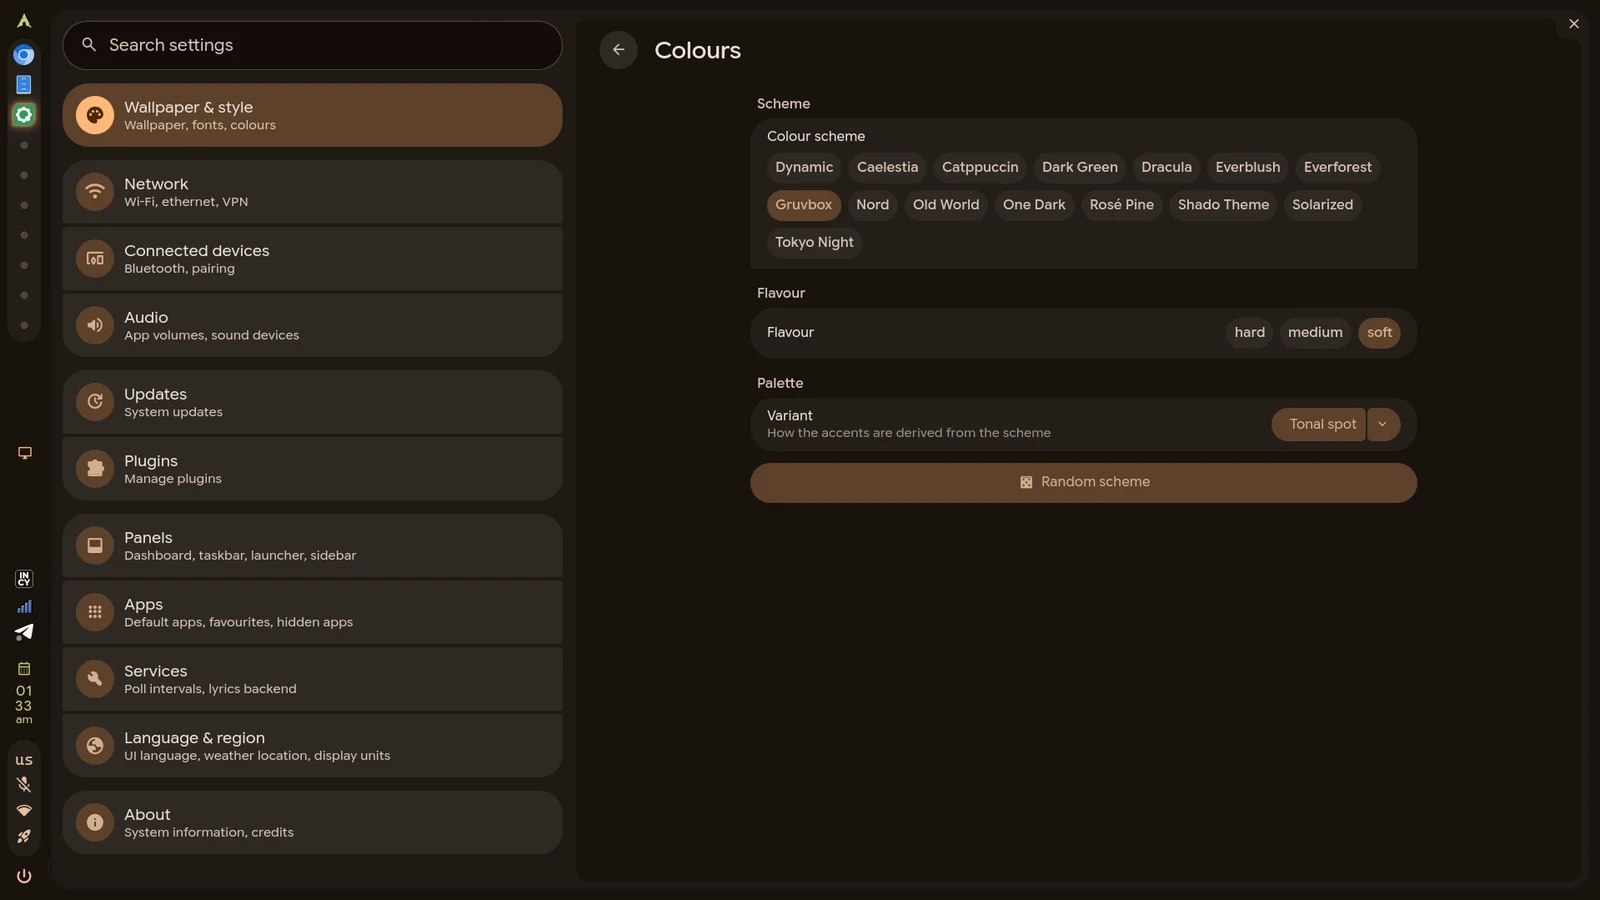 Search settings
Wallpaper & style
Wallpaper, fonts, colours
Network
Wi-Fi, ethernet, VPN
Connected devices
Bluetooth, pairing
Audio
App volumes, sound devices
Updates
System updates
Plugins
Manage plugins
Panels
Dashboard, taskbar, launcher, sidebar
Apps
Default apps, favourites, hidden apps
Services
Poll intervals, lyrics backend
Language & region
UI language, weather location, display units
About
System information, credits
IN
CY
01
33
am
us
Colours
Scheme
Colour scheme
Dynamic Caelestia Catppuccin Dark Green Dracula Everblush Everforest
Gruvbox Nord Old World One Dark Rosé Pine Shado Theme Solarized
Tokyo Night
Flavour
Flavour hard medium soft
Palette
Variant
How the accents are derived from the scheme
Tonal spot
Random scheme